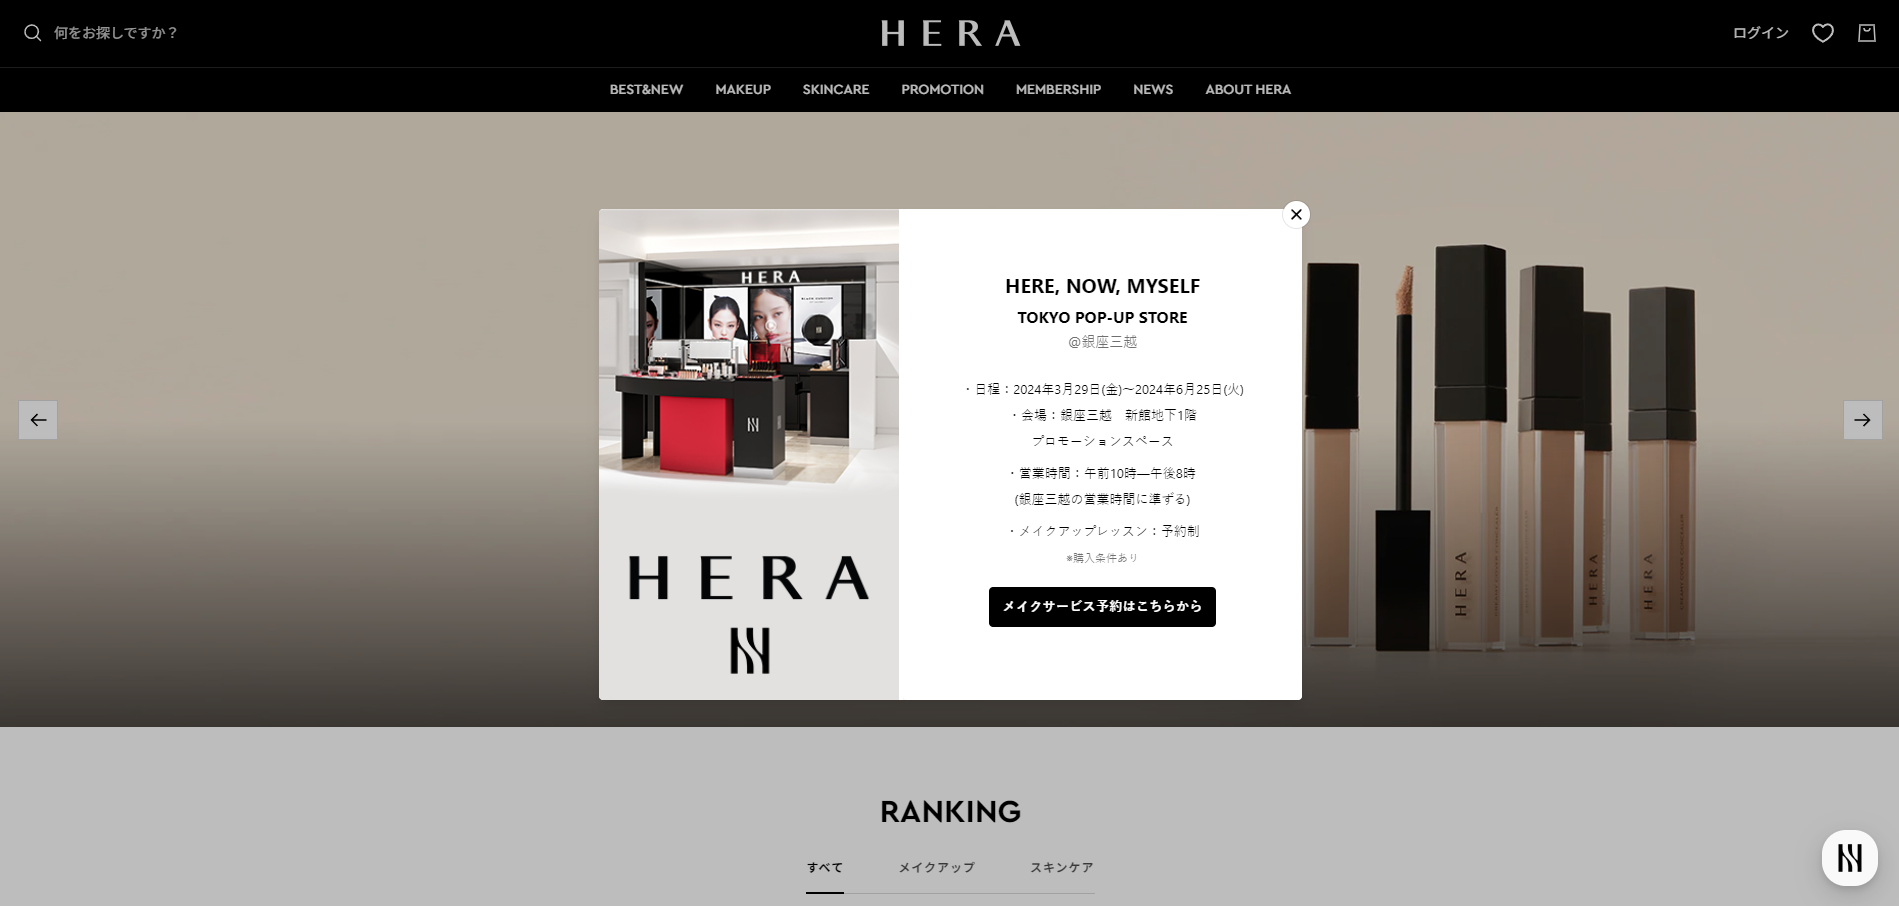 何をお探しですか？
HERA
ログイン
BEST&NEW MAKEUP SKINCARE PROMOTION MEMBERSHIP NEWS ABOUT HERA
HERA
HERE, NOW, MYSELF
TOKYO POP-UP STORE
@銀座三越
・日程：2024年3月29日(金)〜2024年6月25日(火)
・会場：銀座三越　新館地下1階
プロモーションスペース
・営業時間：午前10時―午後8時
(銀座三越の営業時間に準ずる)
・メイクアップレッスン：予約制
※購入条件あり
メイクサービス予約はこちらから
HERA
HERA
HERA
HERA
HERA
RANKING
すべて メイクアップ スキンケア